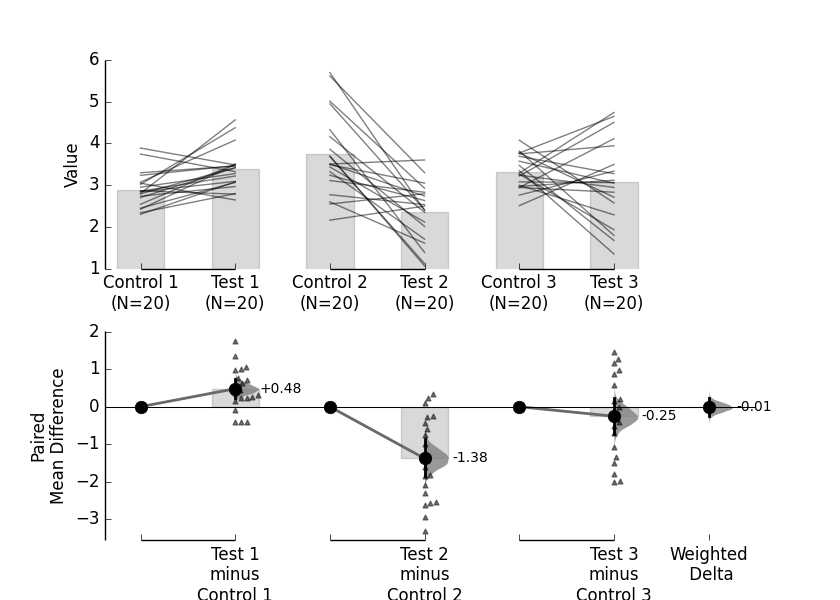 6
5
4
3
2
1
Value
Control 1 Test 1 Control 2 Test 2 Control 3 Test 3
(N=20) (N=20) (N=20) (N=20) (N=20) (N=20)
2
1
0
−1
−2
−3
Paired
Mean Difference
+0.48
-1.38
-0.25
-0.01
Test 1 Test 2 Test 3 Weighted
minus minus minus Delta
Control 1 Control 2 Control 3